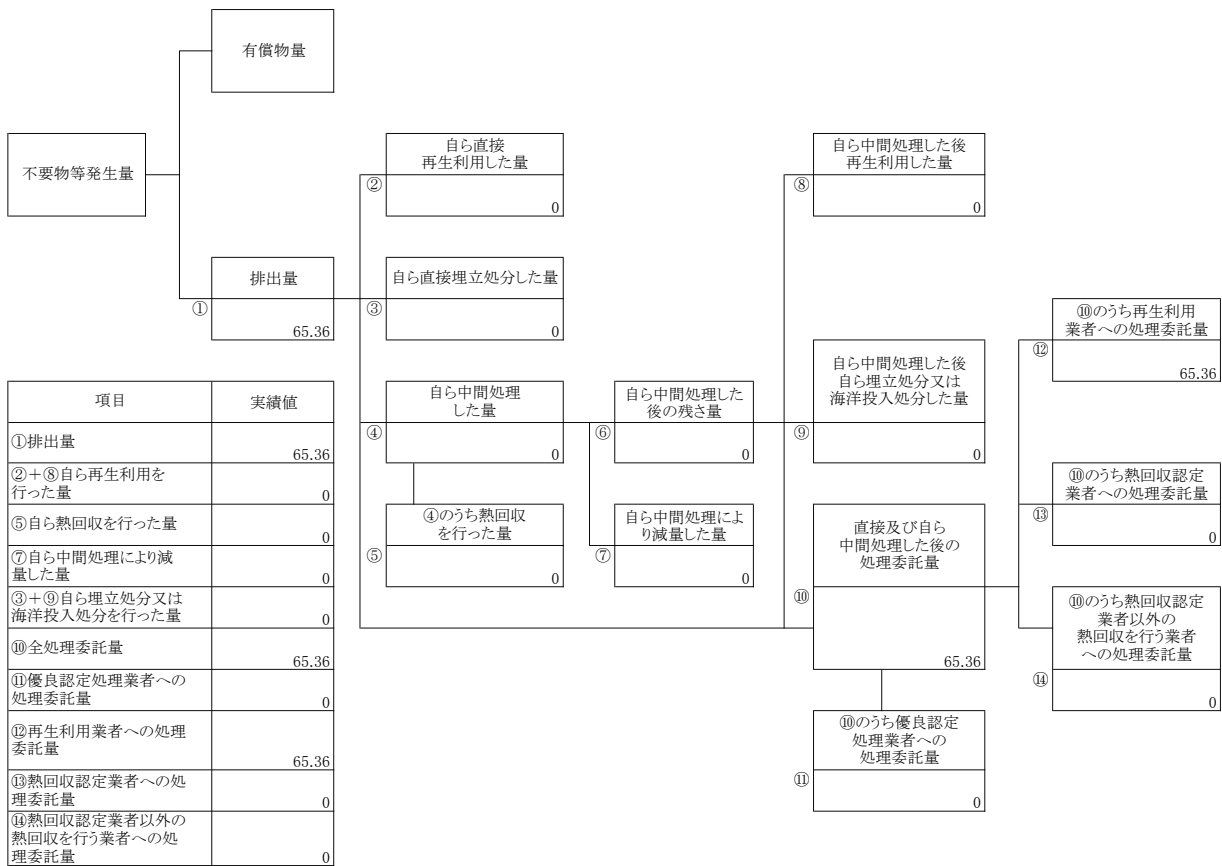 有償物量
不要物等発生量
自ら直接
再生利用した量
②
0
自ら中間処理した後
再生利用した量
⑧
0
排出量
①
65.36
自ら直接埋立処分した量
③
0
⑩のうち再生利用
業者への処理委託量
⑫
65.36
自ら中間処理
した量
④
0
自ら中間処理した
後の残さ量
⑥
0
自ら中間処理した後
自ら埋立処分又は
海洋投入処分した量
⑨
0
⑩のうち熱回収認定
業者への処理委託量
⑬
0
④のうち熱回収
を行った量
⑤
0
自ら中間処理によ
り減量した量
⑦
0
直接及び自ら
中間処理した後の
処理委託量
⑩
65.36
⑩のうち熱回収認定
業者以外の
熱回収を行う業者
への処理委託量
⑭
0
⑩のうち優良認定
処理業者への
処理委託量
⑪
0
項目 実績値
①排出量 65.36
②+⑧自ら再生利用を
行った量 0
⑤自ら熱回収を行った量 0
⑦自ら中間処理により減
量した量 0
③+⑨自ら埋立処分又は
海洋投入処分を行った量 0
⑩全処理委託量 65.36
⑪優良認定処理業者への
処理委託量 0
⑫再生利用業者への処理
委託量 65.36
⑬熱回収認定業者への処
理委託量 0
⑭熱回収認定業者以外の
熱回収を行う業者への処
理委託量 0